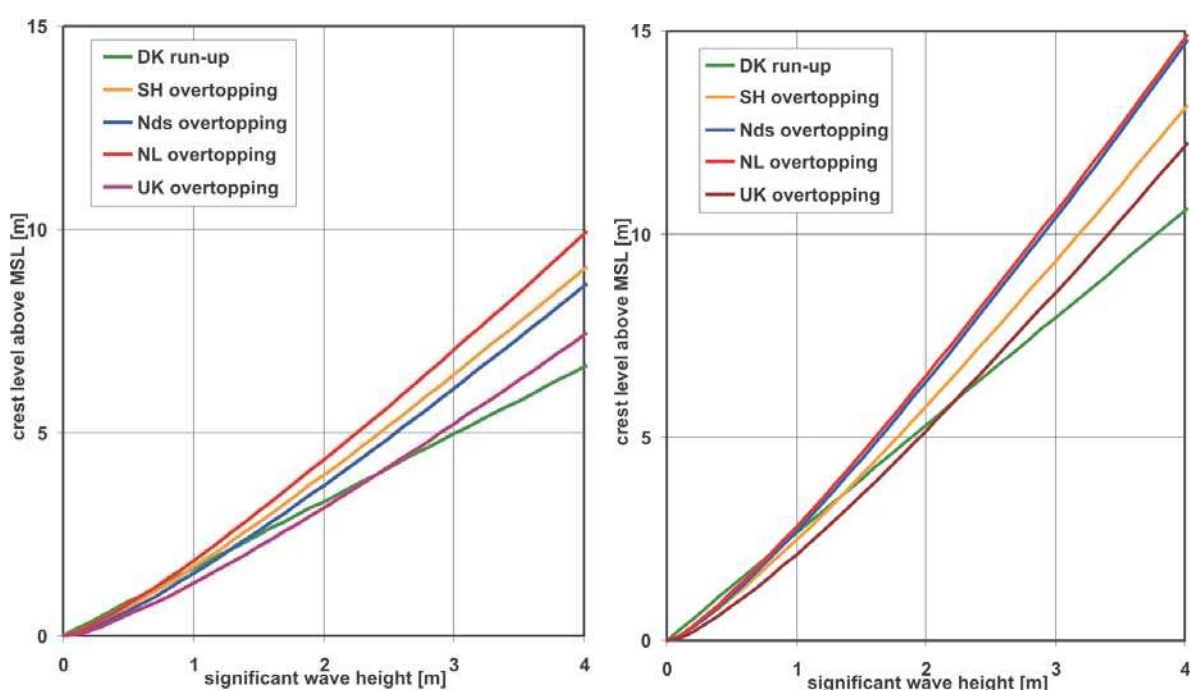 15
DK run-up
SH overtopping
Nds overtopping
NL overtopping
UK overtopping
10
5
0
crest level above MSL [m]
0 1 2 3 4
significant wave height [m]
15
DK run-up
SH overtopping
Nds overtopping
NL overtopping
UK overtopping
10
5
0
crest level above MSL [m]
0 1 2 3 4
significant wave height [m]